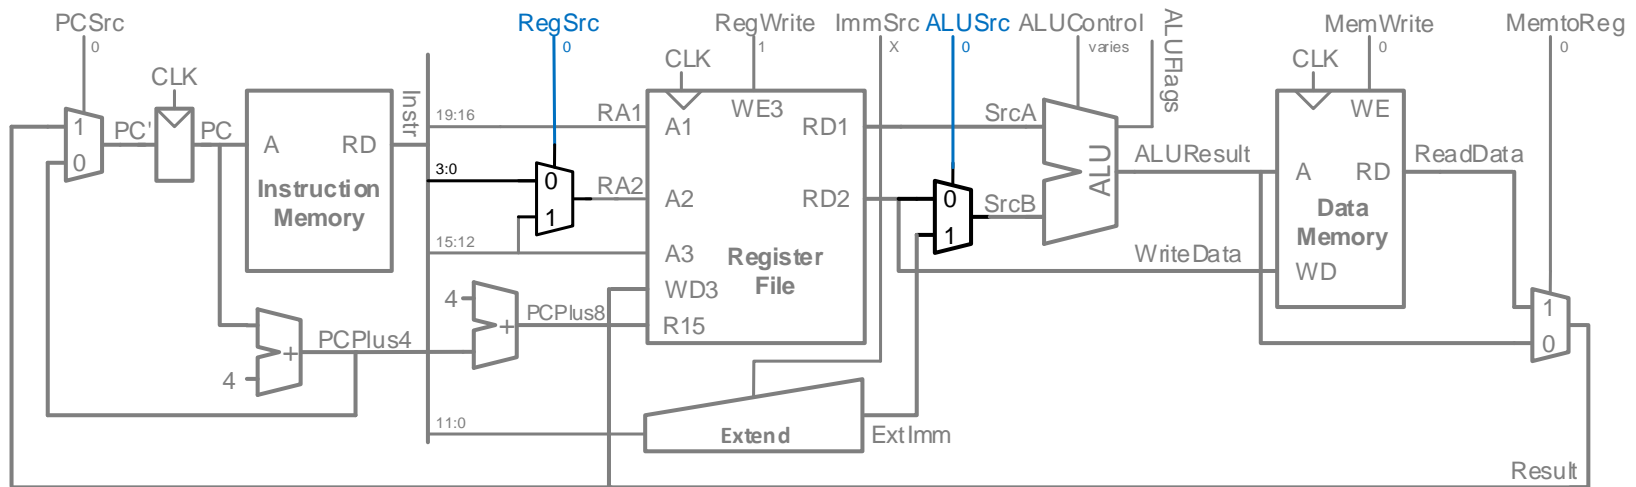 PCSrc
0
RegSrc
0
RegWrite
1
ImmSrc
X
ALUSrc
0
ALUControl
varies
ALUFlags
MemWrite
0
MemtoReg
0
CLK
CLK
CLK
1
0
PC'
PC
A
RD
Instruction
Memory
Instr
19:16
3:0
15:12
11:0
0
1
RA1
RA2
A1
A2
A3
WD3
R15
WE3
RD1
RD2
Register
File
0
1
SrcA
SrcB
ALU
ALUResult
WriteData
A
RD
WE
WD
Data
Memory
ReadData
1
0
4
+
PCPlus4
4
+
PCPlus8
Extend
ExtImm
Result